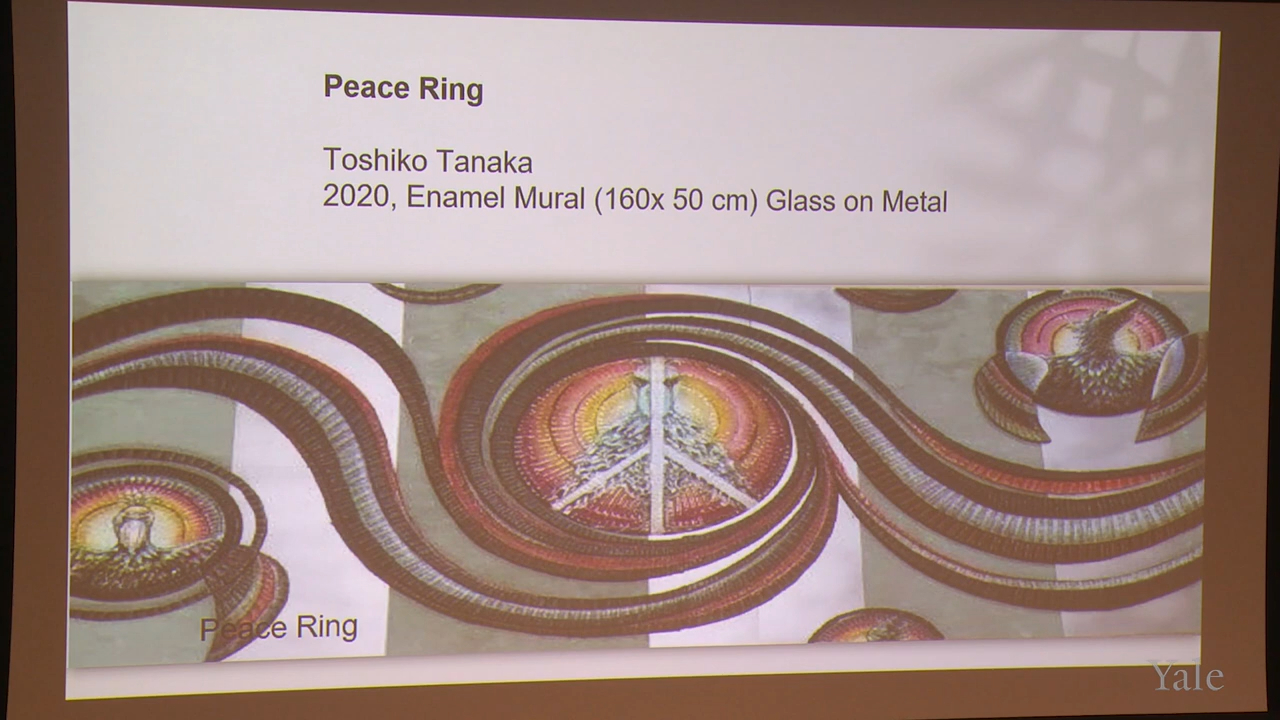 Peace Ring
Toshiko Tanaka
2020, Enamel Mural (160x 50 cm) Glass on Metal
Peace Ring
Yale